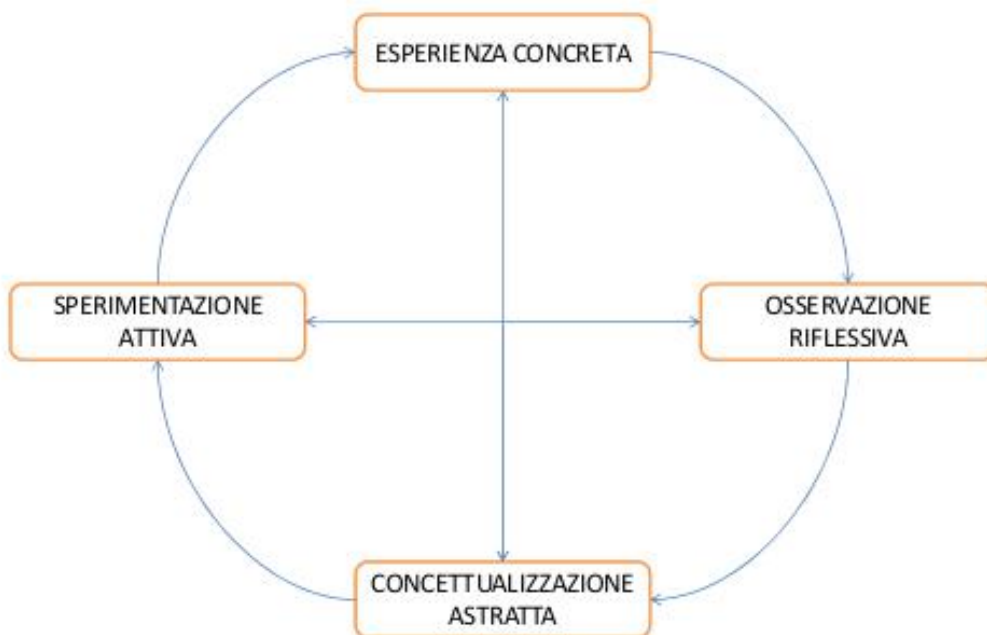 ESPERIENZA CONCRETA
SPERIMENTAZIONE
ATTIVA
OSSERVAZIONE
RIFLESSIVA
CONCETTUALIZZAZIONE
ASTRATTA